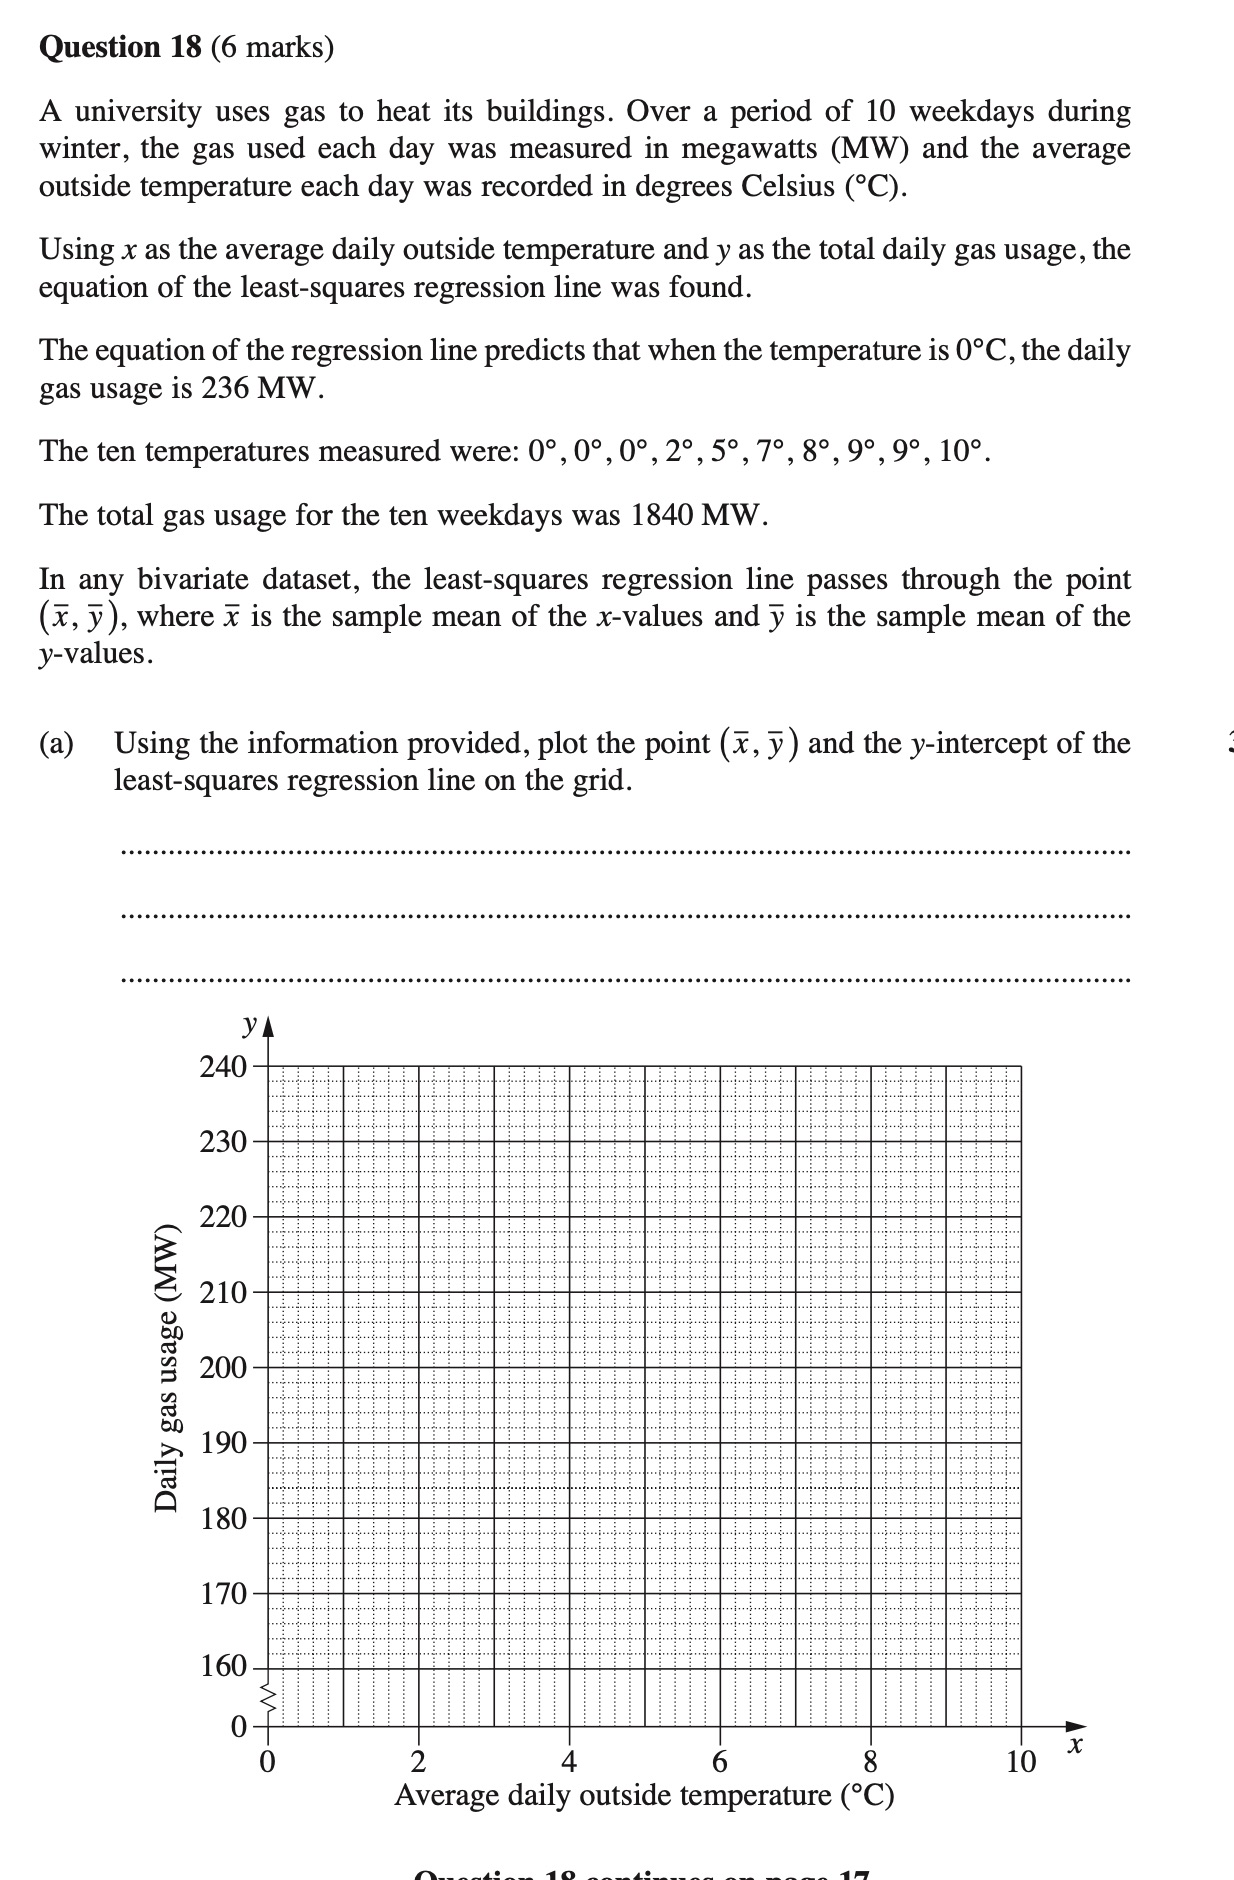 Question 18 (6 marks)
A university uses gas to heat its buildings. Over a period of 10 weekdays during
winter, the gas used each day was measured in megawatts (MW) and the average
outside temperature each day was recorded in degrees Celsius (°C).
Using x as the average daily outside temperature and y as the total daily gas usage, the
equation of the least-squares regression line was found.
The equation of the regression line predicts that when the temperature is 0°C, the daily
gas usage is 236 MW.
The ten temperatures measured were: 0°, 0°, 0°, 2°, 5°, 7°, 8°, 9°, 9°, 10°.
The total gas usage for the ten weekdays was 1840 MW.
In any bivariate dataset, the least-squares regression line passes through the point
(x̅, y̅), where x̅ is the sample mean of the x-values and y̅ is the sample mean of the
y-values.
(a) Using the information provided, plot the point (x̅, y̅) and the y-intercept of the
least-squares regression line on the grid.
y
240
230
220
210
200
190
180
170
160
0
Daily gas usage (MW)
0 2 4 6 8 10
x
Average daily outside temperature (°C)
Question 18 continues on page 17